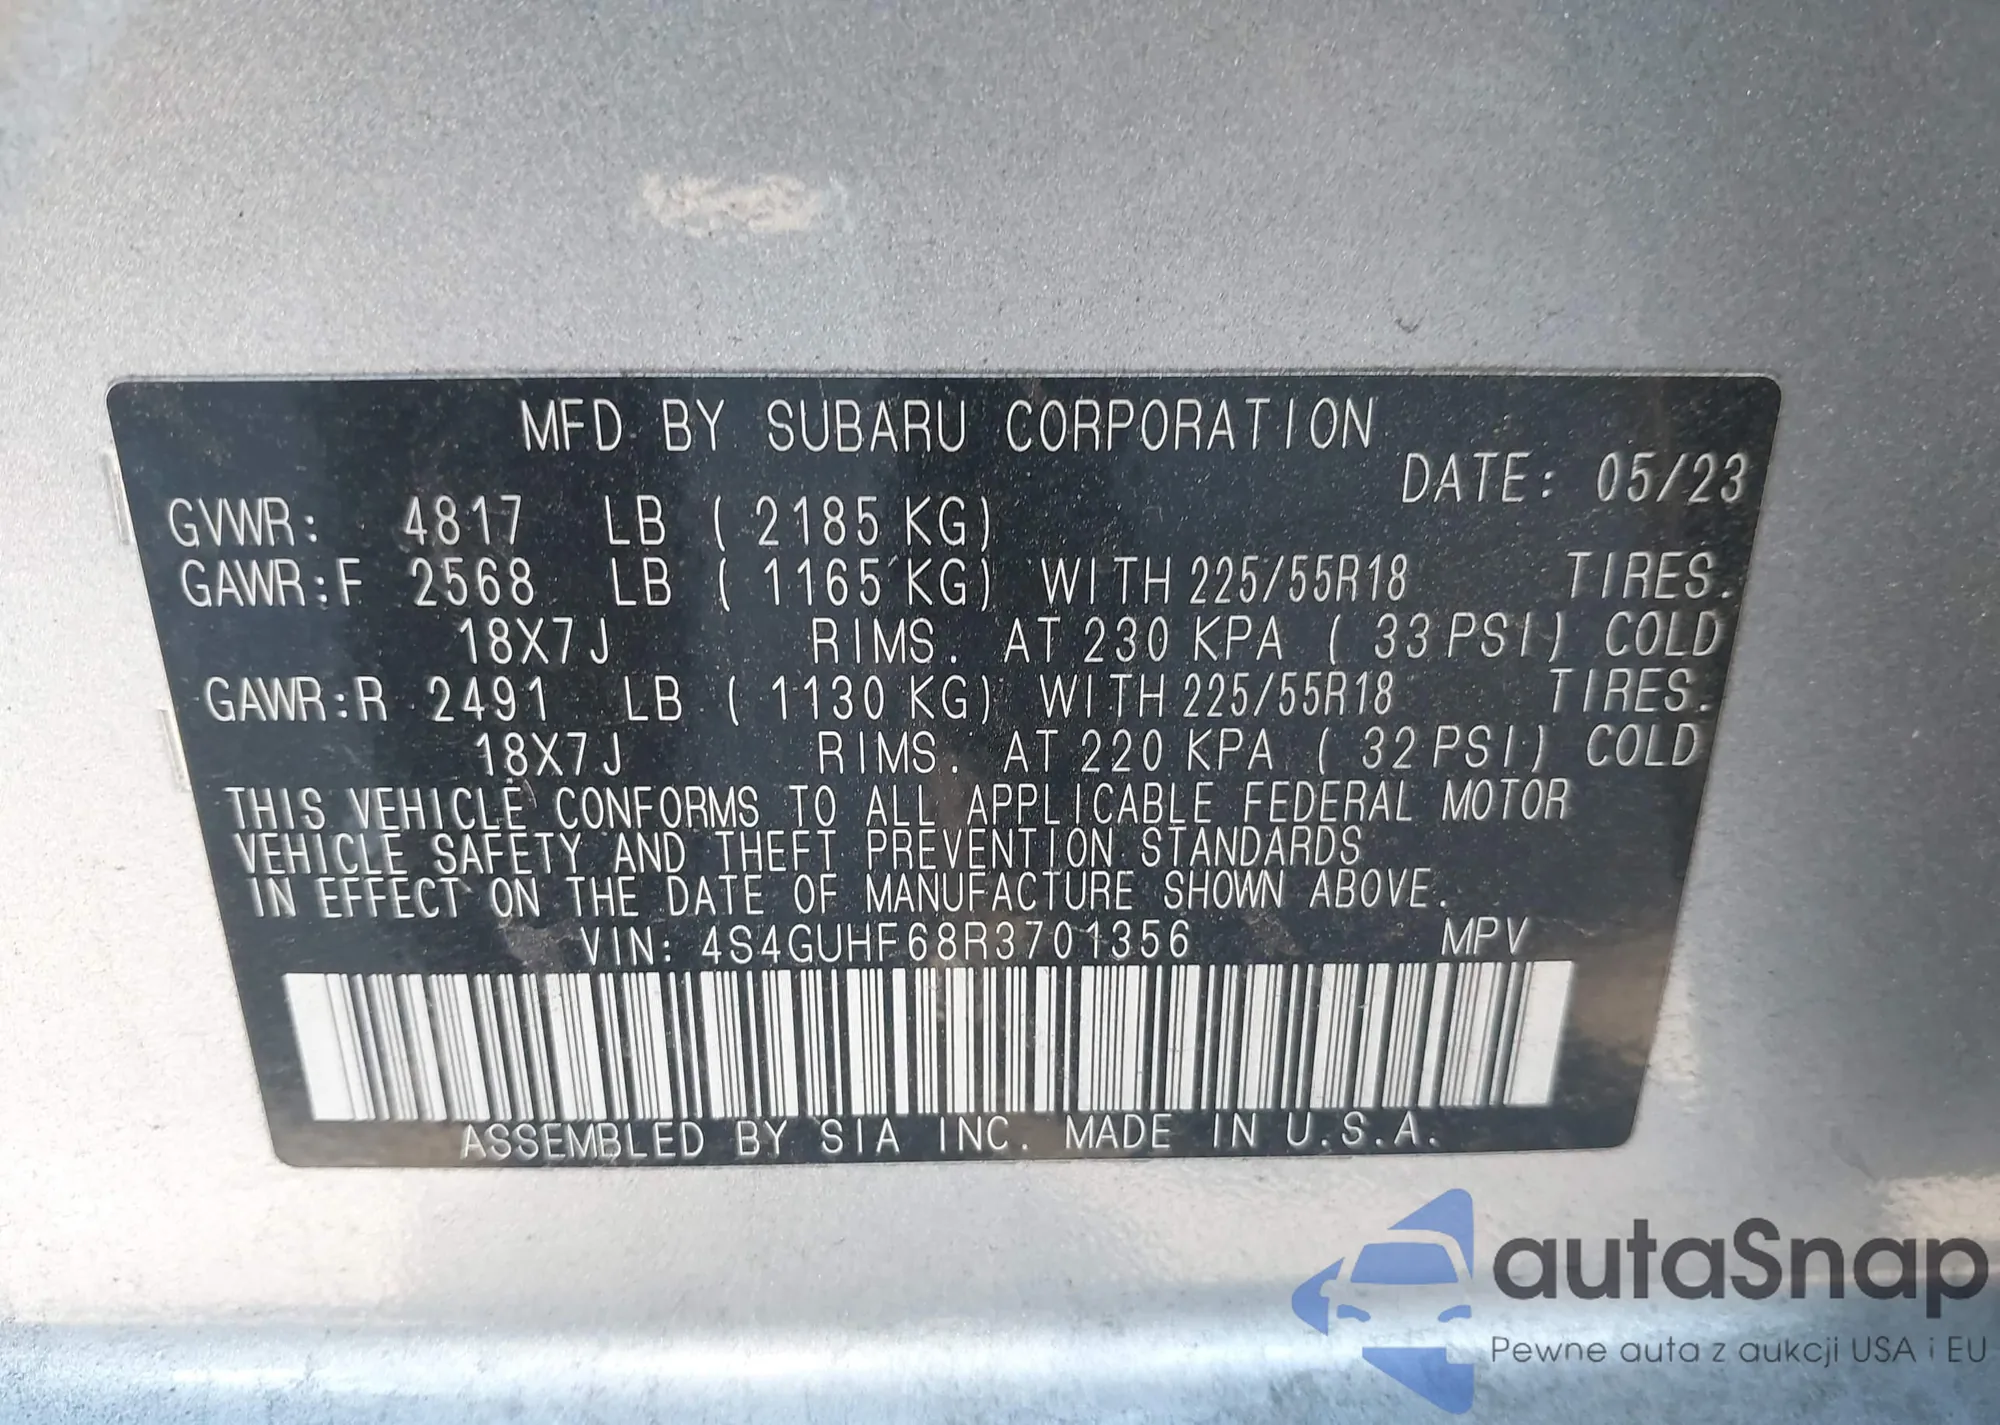 MFD BY SUBARU CORPORATION
DATE: 05/23
GVWR: 4817 LB ( 2185 KG)
GAWR:F 2568 LB ( 1165 KG) WITH 225/55R18 TIRES.
18X7J RIMS. AT 230 KPA ( 33 PSI) COLD
GAWR:R 2491 LB ( 1130 KG) WITH 225/55R18 TIRES.
18X7J RIMS. AT 220 KPA ( 32 PSI) COLD
THIS VEHICLE CONFORMS TO ALL APPLICABLE FEDERAL MOTOR
VEHICLE SAFETY AND THEFT PREVENTION STANDARDS
IN EFFECT ON THE DATE OF MANUFACTURE SHOWN ABOVE.
VIN: 4S4GUHF68R3701356 MPV
ASSEMBLED BY SIA INC. MADE IN U.S.A.
autaSnap
Pewne auta z aukcji USA i EU